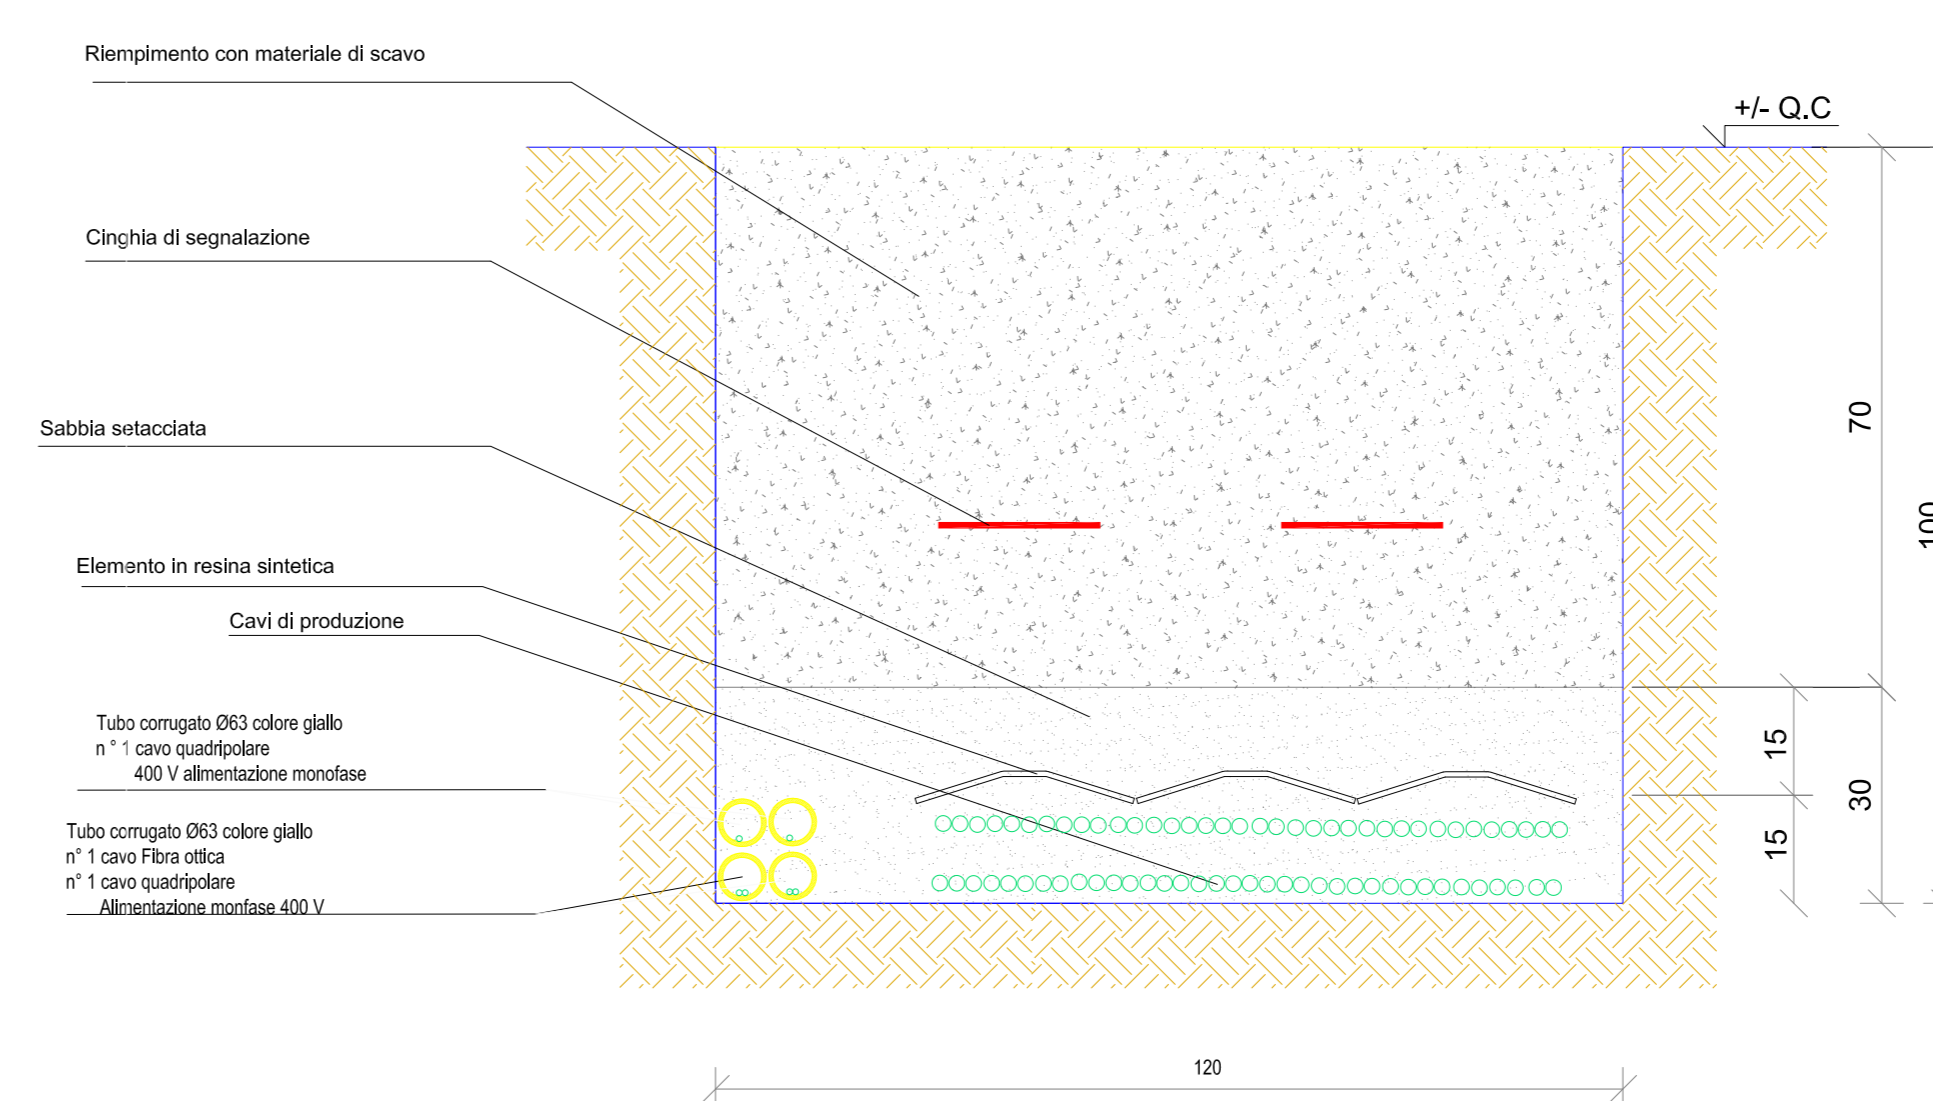 Riempimento con materiale di scavo
+/- Q.C
Cinghia di segnalazione
70
Sabbia setacciata
100
Elemento in resina sintetica
Cavi di produzione
Tubo corrugato Ø63 colore giallo
n ° 1 cavo quadripolare
400 V alimentazione monofase
15
30
15
Tubo corrugato Ø63 colore giallo
n° 1 cavo Fibra ottica
n° 1 cavo quadripolare
Alimentazione monfase 400 V
120